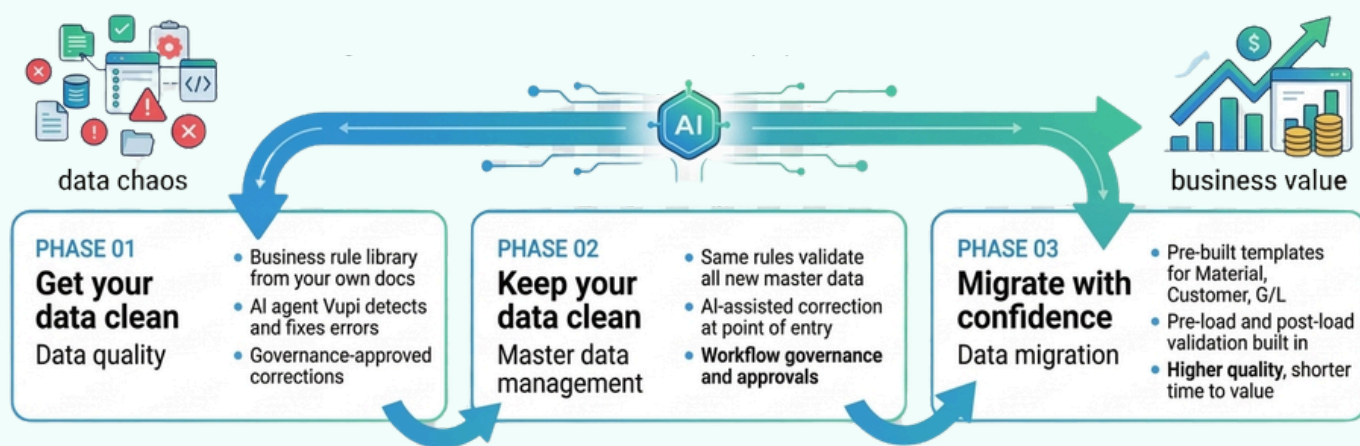 AI
$
</>
data chaos
business value
PHASE 01
Get your
data clean
Data quality
• Business rule library
from your own docs
• AI agent Vupi detects
and fixes errors
• Governance-approved
corrections
PHASE 02
Keep your
data clean
Master data
management
• Same rules validate
all new master data
• AI-assisted correction
at point of entry
• Workflow governance
and approvals
PHASE 03
Migrate with
confidence
Data migration
• Pre-built templates
for Material,
Customer, G/L
• Pre-load and post-load
validation built in
• Higher quality, shorter
time to value